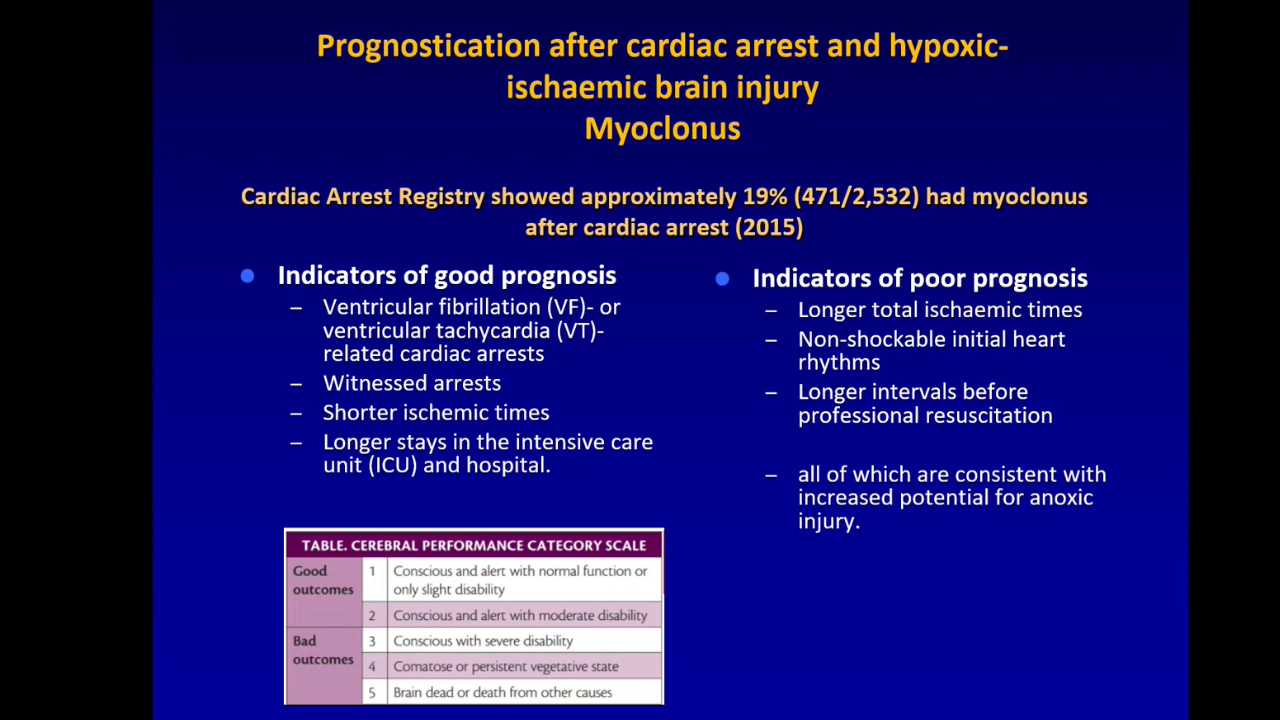 Prognostication after cardiac arrest and hypoxic-
ischaemic brain injury
Myoclonus
Cardiac Arrest Registry showed approximately 19% (471/2,532) had myoclonus
after cardiac arrest (2015)
Indicators of good prognosis
– Ventricular fibrillation (VF)- or
ventricular tachycardia (VT)-
related cardiac arrests
– Witnessed arrests
– Shorter ischemic times
– Longer stays in the intensive care
unit (ICU) and hospital.
Indicators of poor prognosis
– Longer total ischaemic times
– Non-shockable initial heart
rhythms
– Longer intervals before
professional resuscitation
– all of which are consistent with
increased potential for anoxic
injury.
TABLE. CEREBRAL PERFORMANCE CATEGORY SCALE
Good
outcomes
1 Conscious and alert with normal function or
only slight disability
2 Conscious and alert with moderate disability
Bad
outcomes
3 Conscious with severe disability
4 Comatose or persistent vegetative state
5 Brain dead or death from other causes